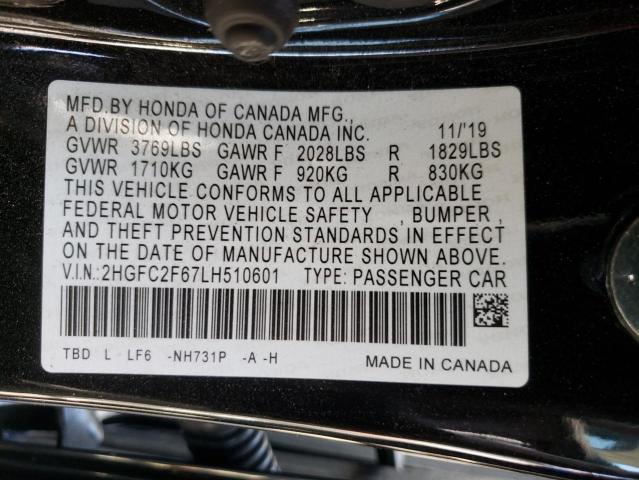 MFD.BY HONDA OF CANADA MFG.,
A DIVISION OF HONDA CANADA INC. 11/'19
GVWR 3769LBS GAWR F 2028LBS R 1829LBS
GVWR 1710KG GAWR F 920KG R 830KG
THIS VEHICLE CONFORMS TO ALL APPLICABLE
FEDERAL MOTOR VEHICLE SAFETY , BUMPER ,
AND THEFT PREVENTION STANDARDS IN EFFECT
ON THE DATE OF MANUFACTURE SHOWN ABOVE.
V.I.N.:2HGFC2F67LH510601 TYPE: PASSENGER CAR
TBD L LF6 -NH731P -A -H
MADE IN CANADA